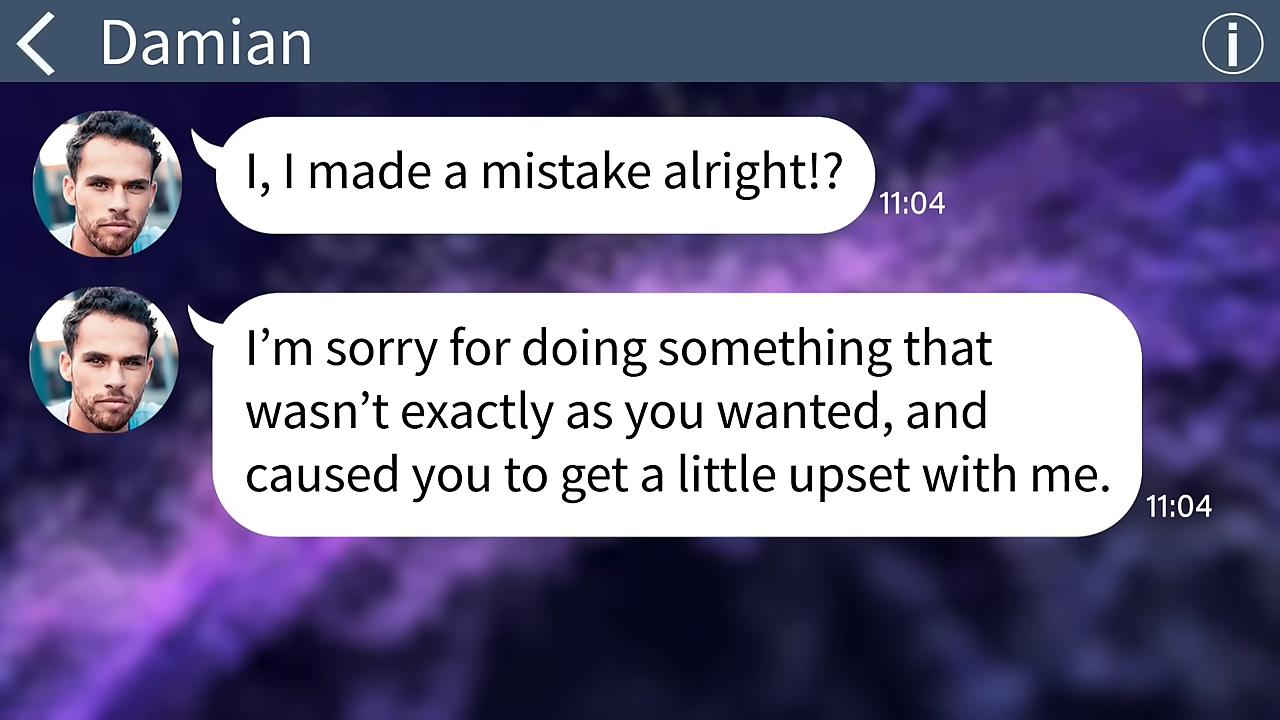 Damian
I, I made a mistake alright!?
11:04
I’m sorry for doing something that
wasn’t exactly as you wanted, and
caused you to get a little upset with me.
11:04